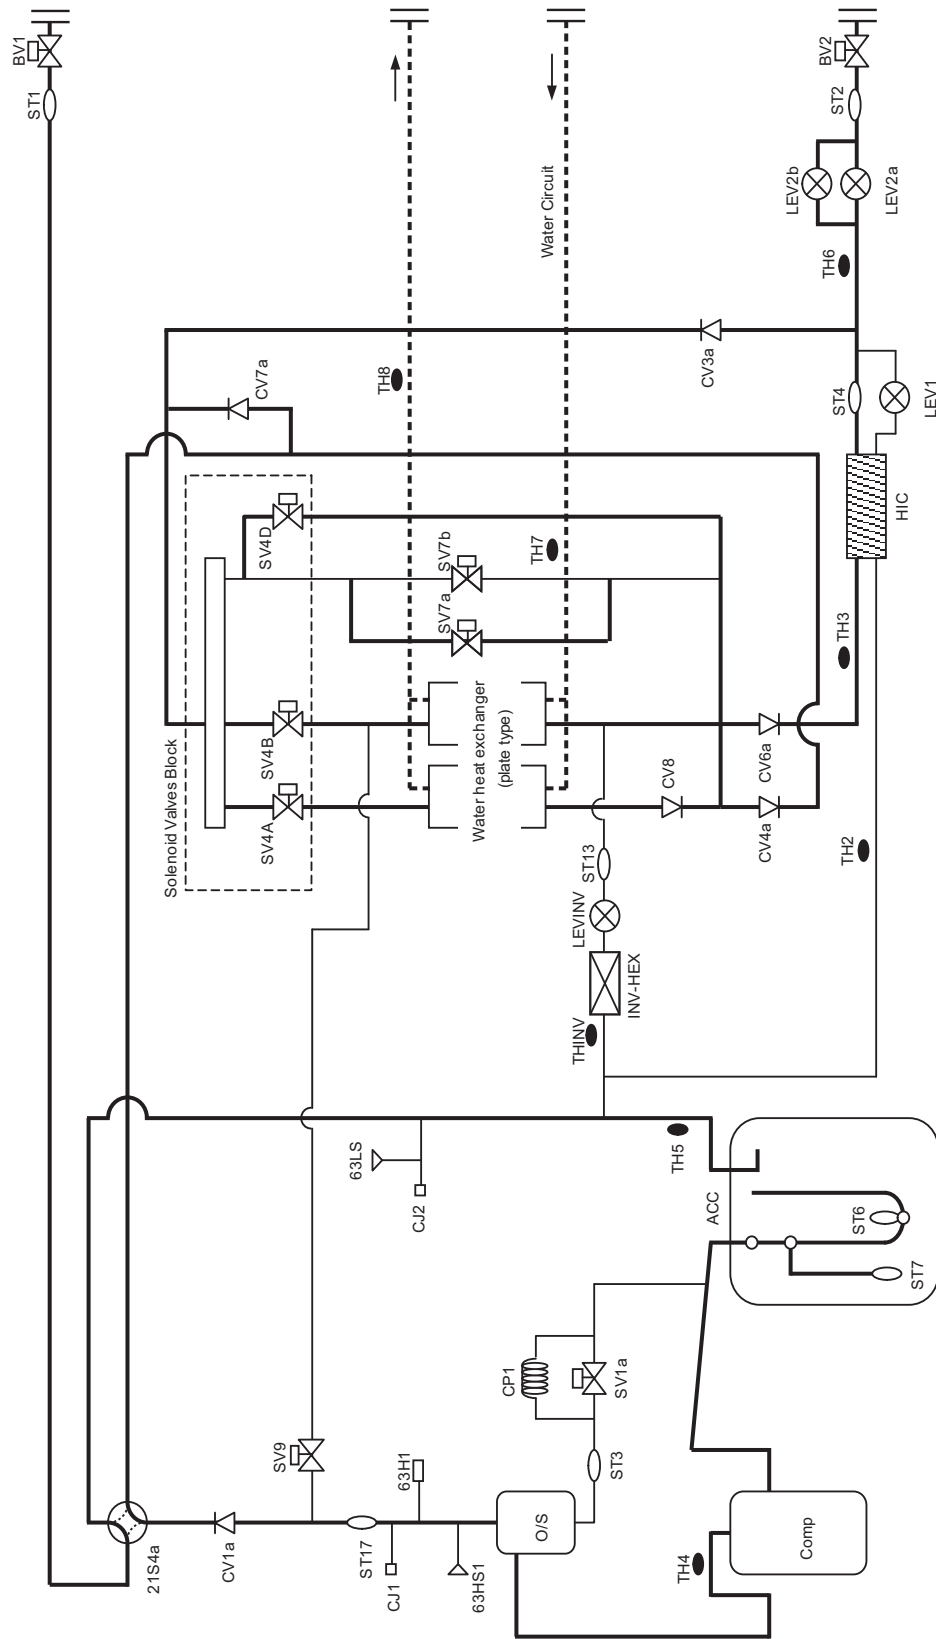 BV1
ST1
BV2
ST2
LEV2b
LEV2a
TH6
Water Circuit
CV3a
CV7a
TH8
ST4
LEV1
HIC
Solenoid Valves Block
SV4D
SV7b
SV7a
TH7
TH3
SV4B
SV4A
Water heat exchanger
(plate type)
CV8
CV6a
CV4a
TH2
ST13
LEVINV
INV-HEX
THINV
63LS
CJ2
TH5
ACC
ST6
ST7
CP1
SV1a
ST3
SV9
63H1
21S4a
CV1a
ST17
CJ1
63HS1
O/S
TH4
Comp